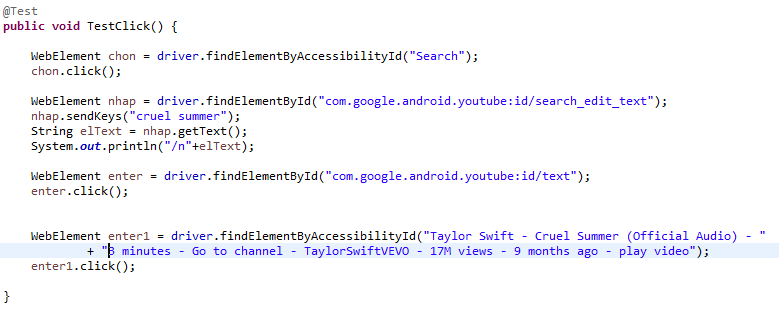 @Test
public void TestClick() {
WebElement chon = driver.findElementByAccessibilityId("Search");
chon.click();
WebElement nhap = driver.findElementById("com.google.android.youtube:id/search_edit_text");
nhap.sendKeys("cruel summer");
String elText = nhap.getText();
System.out.println("/n"+elText);
WebElement enter = driver.findElementById("com.google.android.youtube:id/text");
enter.click();
WebElement enter1 = driver.findElementByAccessibilityId("Taylor Swift - Cruel Summer (Official Audio) - "
+ "3 minutes - Go to channel - TaylorSwiftVEVO - 17M views - 9 months ago - play video");
enter1.click();
}